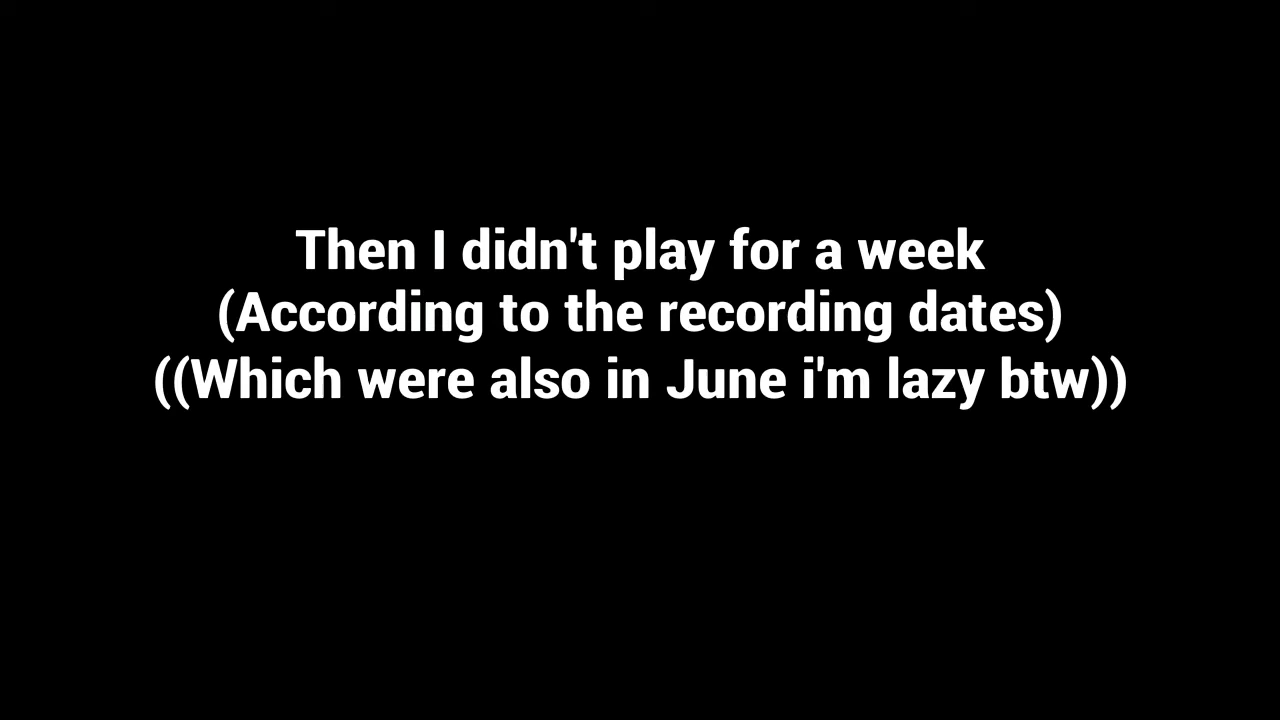 Then I didn't play for a week
(According to the recording dates)
((Which were also in June i'm lazy btw))